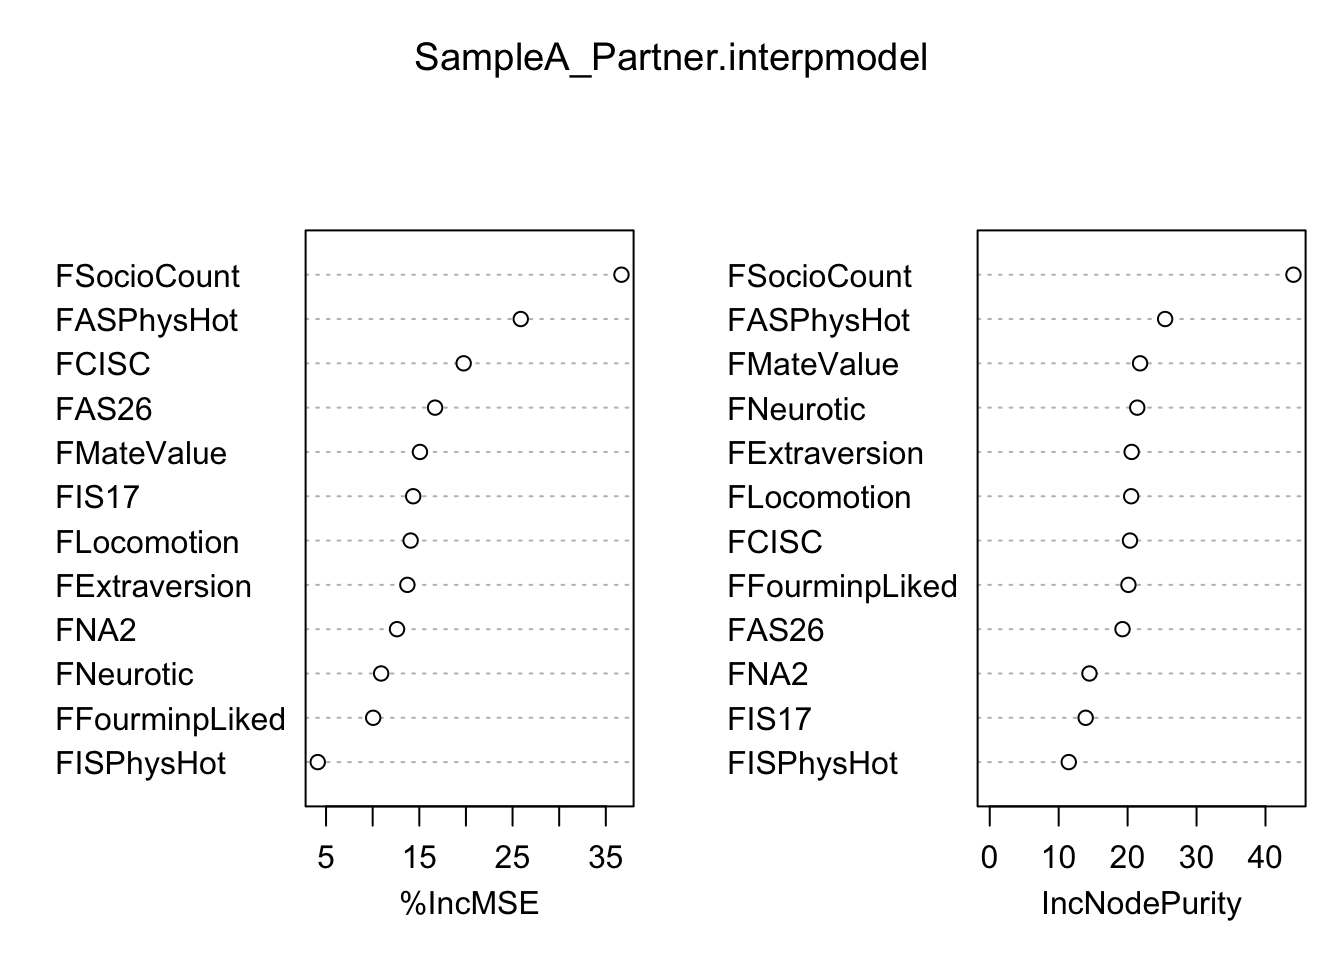 SampleA_Partner.interpmodel
FSocioCount
FASPhysHot
FCISC
FAS26
FMateValue
FIS17
FLocomotion
FExtraversion
FNA2
FNeurotic
FFourminpLiked
FISPhysHot
5 15 25 35
%IncMSE
FSocioCount
FASPhysHot
FMateValue
FNeurotic
FExtraversion
FLocomotion
FCISC
FFourminpLiked
FAS26
FNA2
FIS17
FISPhysHot
0 10 20 30 40
IncNodePurity